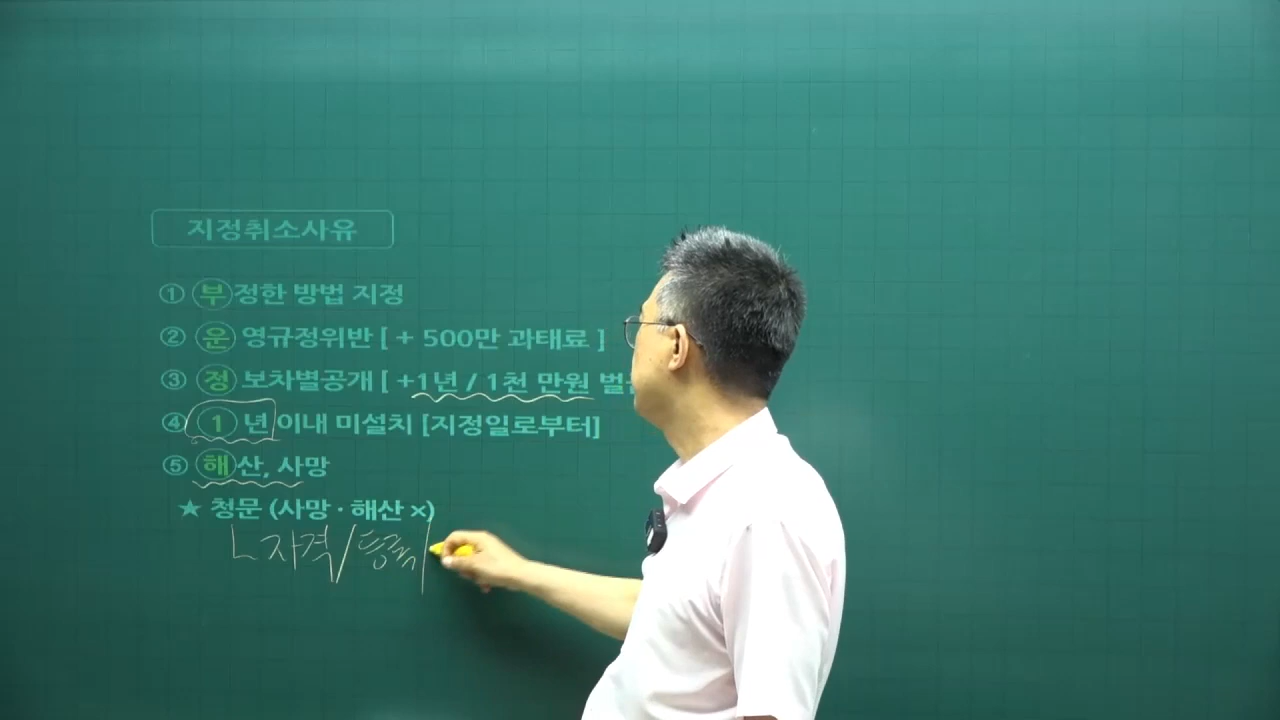 지정취소사유
① 부정한 방법 지정
② 운영규정위반 [ + 500만 과태료 ]
③ 정보차별공개 [ +1년 / 1천 만원 벌
④ 1년 이내 미설치 [지정일로부터]
⑤ 해산, 사망
★ 청문 (사망 · 해산 x)
ㄴ 자격 / 등록 /